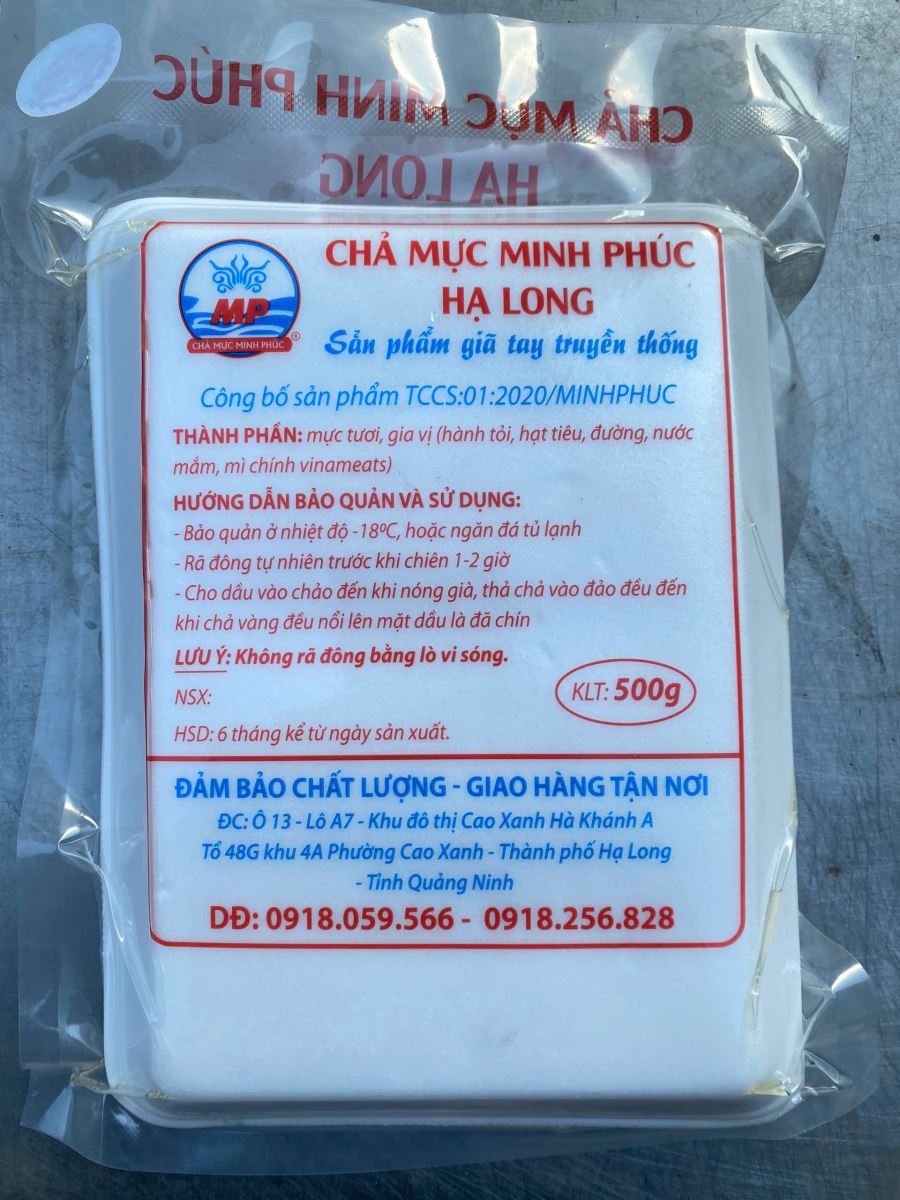 CHẢ MỰC MINH PHÚC
HẠ LONG
MP
CHẢ MỰC MINH PHÚC ®
CHẢ MỰC MINH PHÚC
HẠ LONG
Sản phẩm giã tay truyền thống
Công bố sản phẩm TCCS:01:2020/MINHPHUC
THÀNH PHẦN: mực tươi, gia vị (hành tỏi, hạt tiêu, đường, nước
mắm, mì chính vinameats)
HƯỚNG DẪN BẢO QUẢN VÀ SỬ DỤNG:
- Bảo quản ở nhiệt độ -18⁰C, hoặc ngăn đá tủ lạnh
- Rã đông tự nhiên trước khi chiên 1-2 giờ
- Cho dầu vào chảo đến khi nóng già, thả chả vào đảo đều đến
khi chả vàng đều nổi lên mặt dầu là đã chín
LƯU Ý: Không rã đông bằng lò vi sóng.
NSX:
KLT: 500g
HSD: 6 tháng kể từ ngày sản xuất.
ĐẢM BẢO CHẤT LƯỢNG - GIAO HÀNG TẬN NƠI
ĐC: Ô 13 - Lô A7 - Khu đô thị Cao Xanh Hà Khánh A
Tổ 48G khu 4A Phường Cao Xanh - Thành phố Hạ Long
- Tỉnh Quảng Ninh
DĐ: 0918.059.566 - 0918.256.828